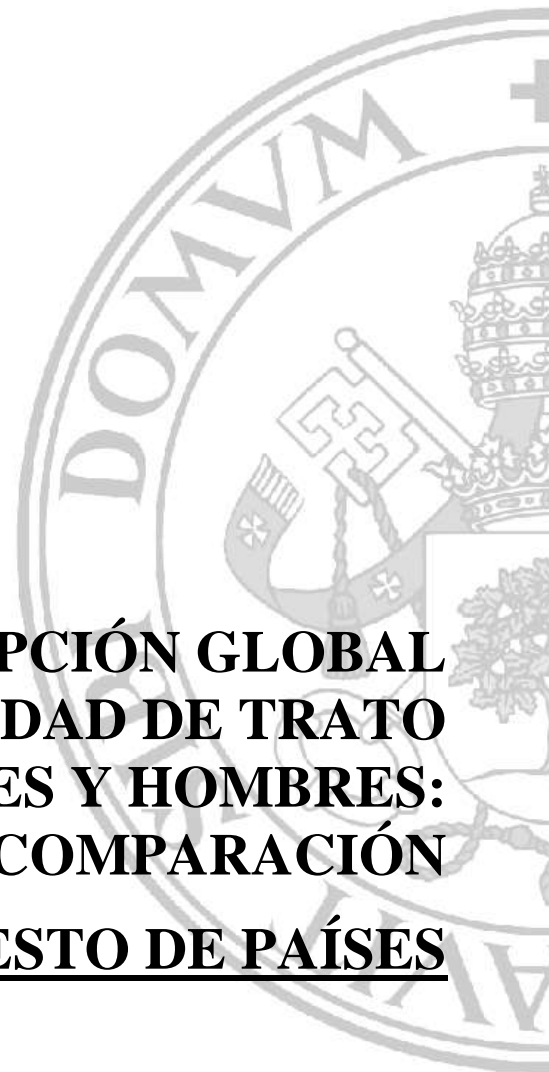 PCIÓN GLOBAL
DAD DE TRATO
ES Y HOMBRES:
COMPARACIÓN
ESTO DE PAÍSES
DOMVM